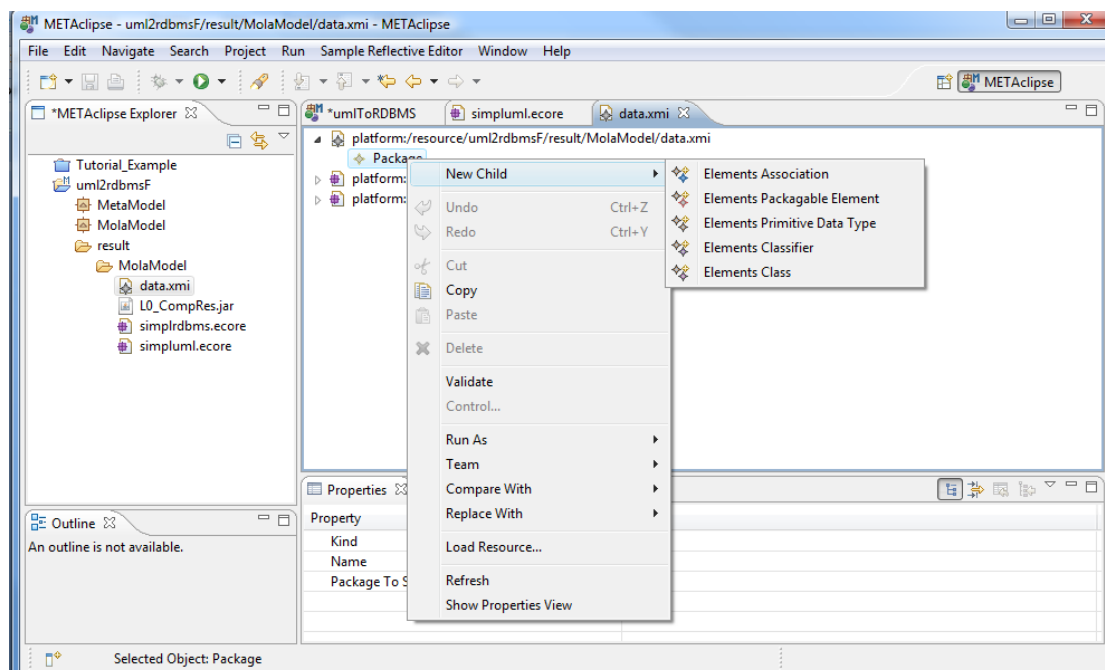 METAclipse - uml2rdbmsF/result/MolaModel/data.xmi - METAclipse
File Edit Navigate Search Project Run Sample Reflective Editor Window Help
METAclipse
*METAclipse Explorer
Tutorial_Example
uml2rdbmsF
MetaModel
MolaModel
result
MolaModel
data.xmi
L0_CompRes.jar
simplrdbms.ecore
simpluml.ecore
Outline
An outline is not available.
*umlToRDBMS simpluml.ecore data.xmi
platform:/resource/uml2rdbmsF/result/MolaModel/data.xmi
Package
platform:
platform:
New Child
Undo Ctrl+Z
Redo Ctrl+Y
Cut
Copy
Paste
Delete
Validate
Control...
Run As
Team
Compare With
Replace With
Load Resource...
Refresh
Show Properties View
Elements Association
Elements Packagable Element
Elements Primitive Data Type
Elements Classifier
Elements Class
Properties
Property
Kind
Name
Package To S
Selected Object: Package